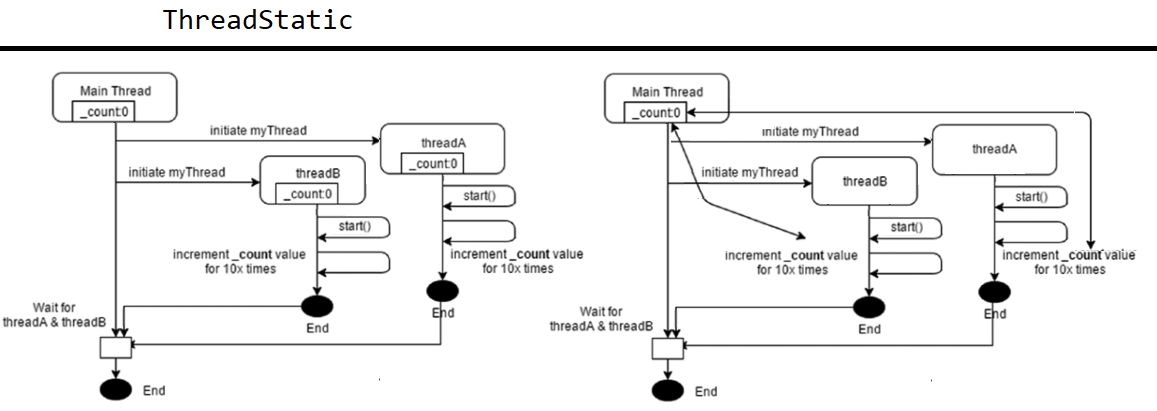 ThreadStatic
Main Thread
_count:0
initiate myThread
threadA
_count:0
initiate myThread
threadB
_count:0
start()
start()
increment _count value
for 10x times
increment _count value
for 10x times
Wait for
threadA & threadB
End
End
End
Main Thread
_count:0
initiate myThread
threadA
initiate myThread
threadB
start()
start()
increment _count value
for 10x times
increment _count value
for 10x times
Wait for
threadA & threadB
End
End
End